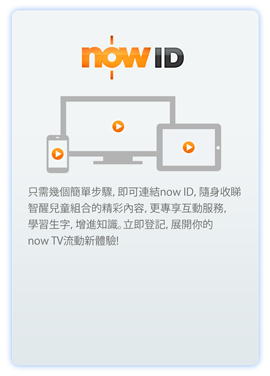 now ID
只需幾個簡單步驟, 即可連結now ID, 隨身收睇
智醒兒童組合的精彩內容, 更專享互動服務,
學習生字, 增進知識。立即登記, 展開你的
now TV流動新體驗!